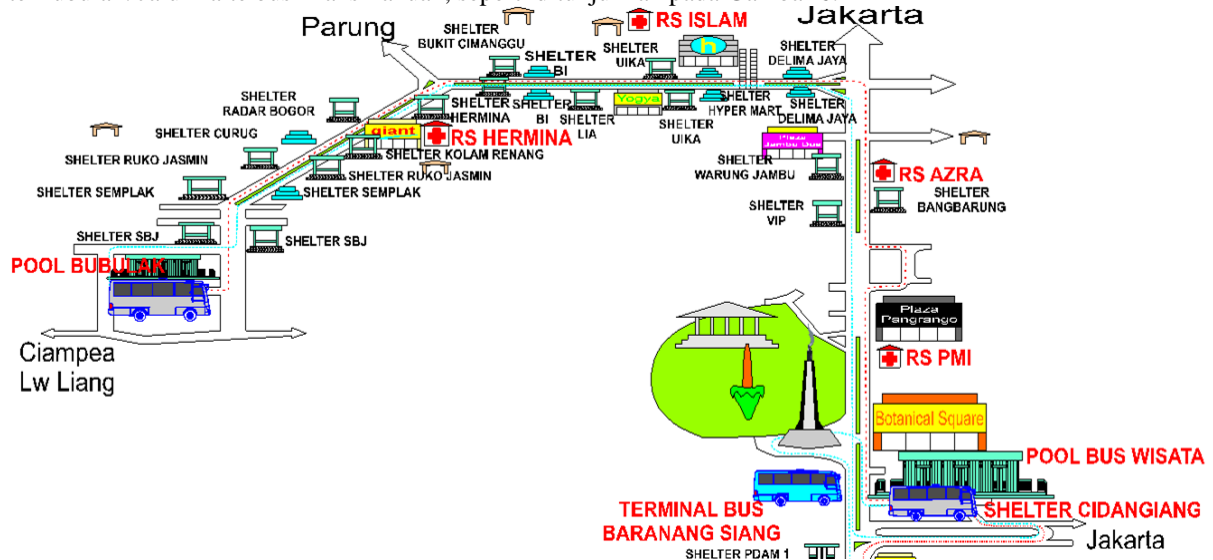 Parung
RS ISLAM
Jakarta
SHELTER
BUKIT CIMANGGU
SHELTER
BI
SHELTER
UIKA
h
SHELTER
DELIMA JAYA
SHELTER
RADAR BOGOR
SHELTER
HERMINA
SHELTER
BI
SHELTER
LIA
Yogya
SHELTER
UIKA
SHELTER
HYPER MART
SHELTER
DELIMA JAYA
SHELTER CURUG
giant
RS HERMINA
Plaza
Jambu Dua
SHELTER RUKO JASMIN
SHELTER KOLAM RENANG
SHELTER RUKO JASMIN
SHELTER
WARUNG JAMBU
RS AZRA
SHELTER SEMPLAK
SHELTER SEMPLAK
SHELTER
BANGBARUNG
SHELTER
VIP
SHELTER SBJ
SHELTER SBJ
POOL BUBULAK
Plaza
Pangrango
Ciampea
Lw Liang
RS PMI
Botanical Square
POOL BUS WISATA
TERMINAL BUS
BARANANG SIANG
SHELTER CIDANGIANG
Jakarta
SHELTER PDAM 1